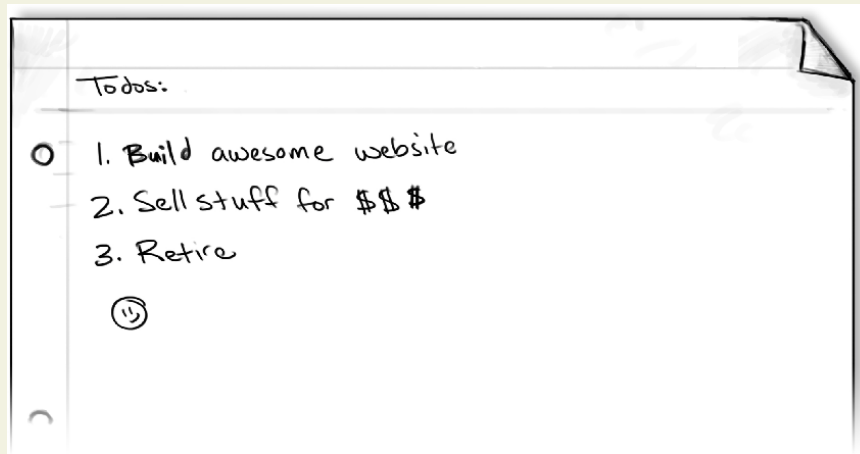 Todos:
1. Build awesome website
2. Sell stuff for $$$
3. Retire